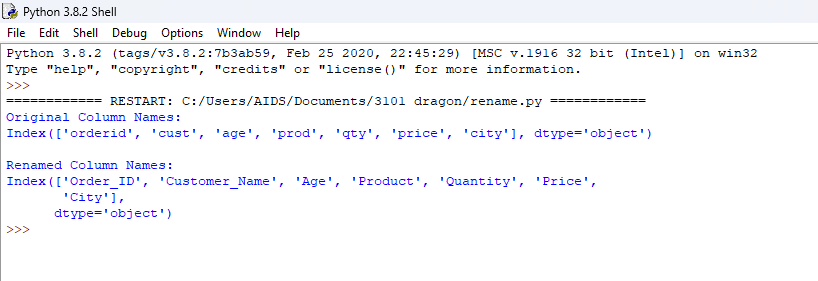 Python 3.8.2 Shell
File Edit Shell Debug Options Window Help
Python 3.8.2 (tags/v3.8.2:7b3ab59, Feb 25 2020, 22:45:29) [MSC v.1916 32 bit (Intel)] on win32
Type "help", "copyright", "credits" or "license()" for more information.
>>>
============ RESTART: C:/Users/AIDS/Documents/3101 dragon/rename.py ============
Original Column Names:
Index(['orderid', 'cust', 'age', 'prod', 'qty', 'price', 'city'], dtype='object')

Renamed Column Names:
Index(['Order_ID', 'Customer_Name', 'Age', 'Product', 'Quantity', 'Price',
       'City'],
      dtype='object')
>>>